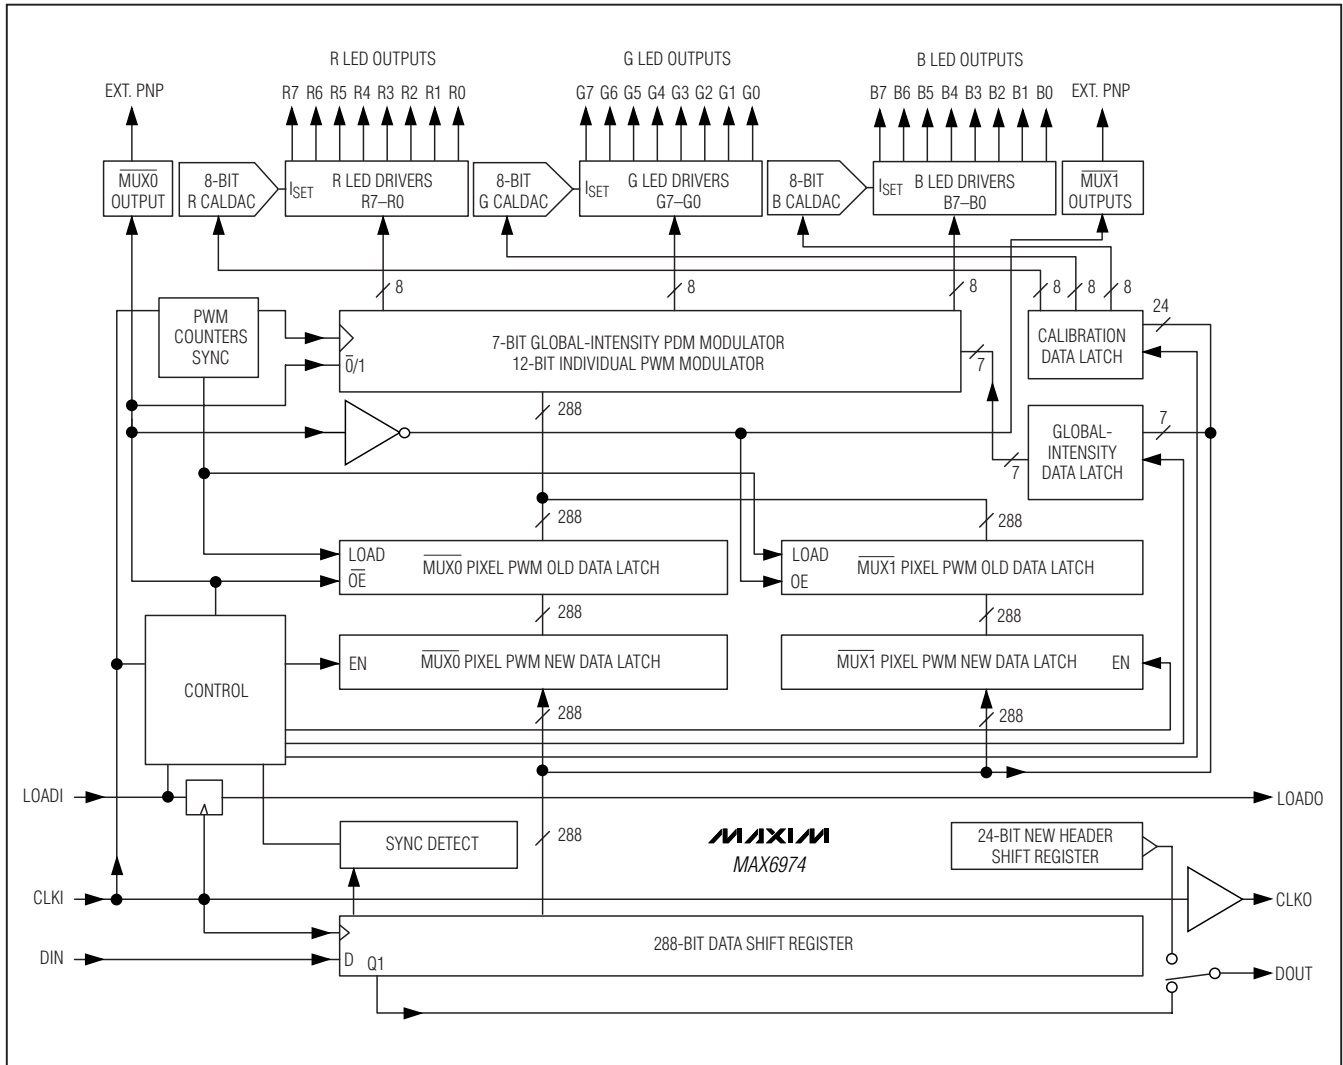 R LED OUTPUTS
G LED OUTPUTS
B LED OUTPUTS
EXT. PNP
R7 R6 R5 R4 R3 R2 R1 R0
G7 G6 G5 G4 G3 G2 G1 G0
B7 B6 B5 B4 B3 B2 B1 B0
EXT. PNP
MUX0
OUTPUT
8-BIT
R CALDAC
ISET
R LED DRIVERS
R7–R0
8-BIT
G CALDAC
ISET
G LED DRIVERS
G7–G0
8-BIT
B CALDAC
ISET
B LED DRIVERS
B7–B0
MUX1
OUTPUTS
8
8
8
8
8
8
24
PWM
COUNTERS
SYNC
0/1
7-BIT GLOBAL-INTENSITY PDM MODULATOR
12-BIT INDIVIDUAL PWM MODULATOR
7
CALIBRATION
DATA LATCH
288
7
GLOBAL-
INTENSITY
DATA LATCH
7
288
288
LOAD
OE
MUX0 PIXEL PWM OLD DATA LATCH
LOAD
OE
MUX1 PIXEL PWM OLD DATA LATCH
288
288
CONTROL
EN
MUX0 PIXEL PWM NEW DATA LATCH
MUX1 PIXEL PWM NEW DATA LATCH
EN
288
288
LOADI
LOADO
SYNC DETECT
288
MAXIM
MAX6974
24-BIT NEW HEADER
SHIFT REGISTER
CLKI
CLKO
288-BIT DATA SHIFT REGISTER
DIN
D
Q1
DOUT